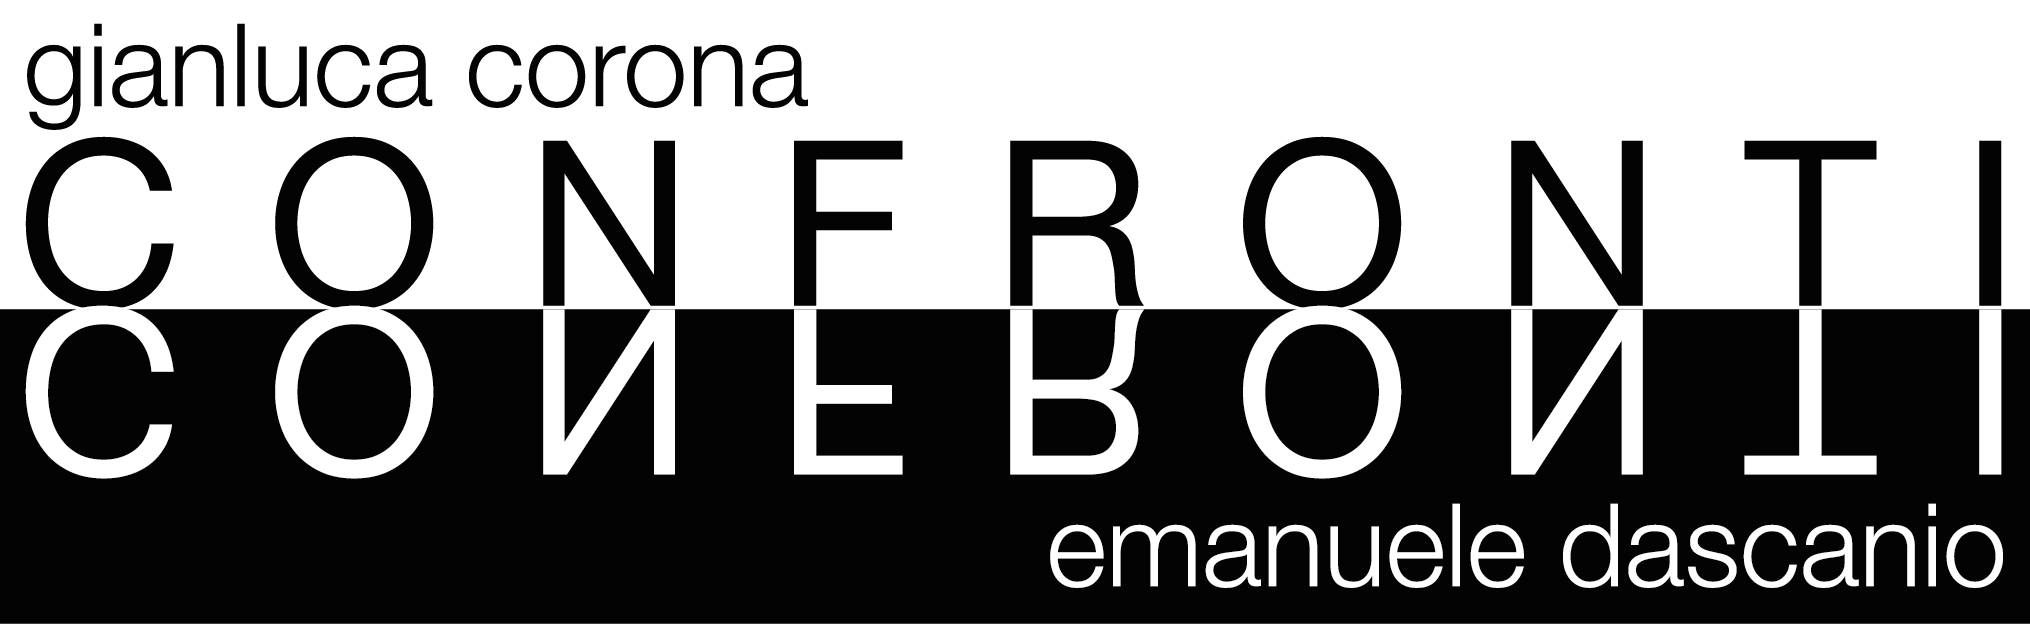 gianluca corona
CONFRONTI
CONFRONTI
emanuele dascanio